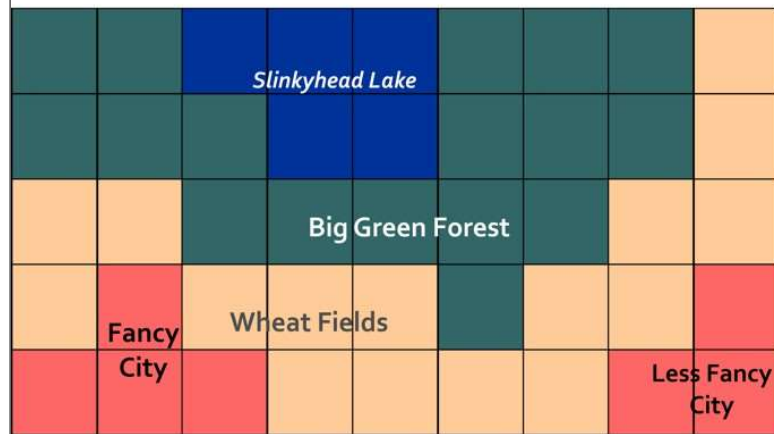 Slinkyhead Lake
Big Green Forest
Wheat Fields
Fancy
City
Less Fancy
City